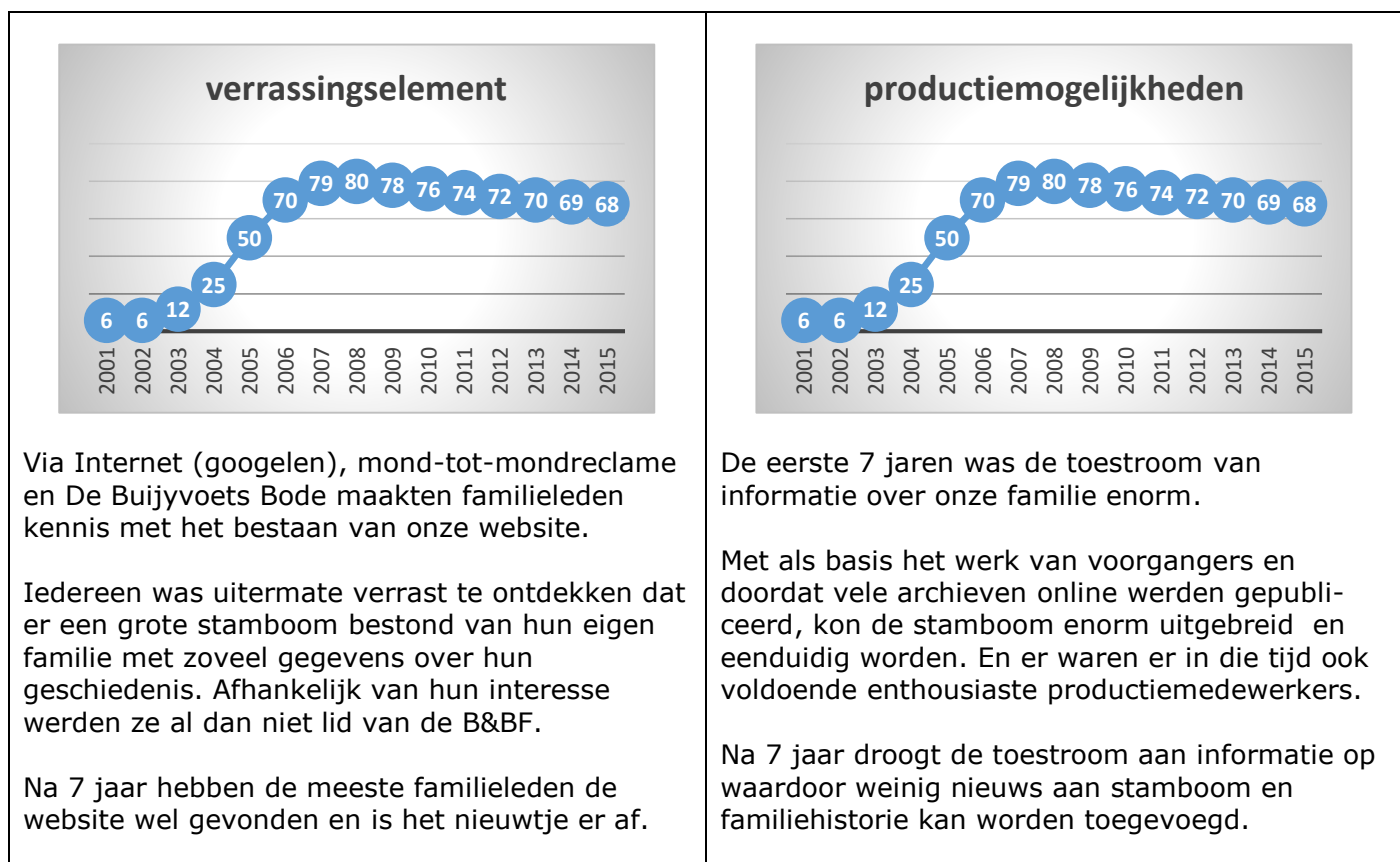 verrassingselement
79 80 78 76 74 72 70 69 68
70
50
25
12
6 6
2001 2002 2003 2004 2005 2006 2007 2008 2009 2010 2011 2012 2013 2014 2015
Via Internet (googelen), mond-tot-mondreclame
en De Buijyvoets Bode maakten familieleden
kennis met het bestaan van onze website.
Iedereen was uitermate verrast te ontdekken dat
er een grote stamboom bestond van hun eigen
familie met zoveel gegevens over hun
geschiedenis. Afhankelijk van hun interesse
werden ze al dan niet lid van de B&BF.
Na 7 jaar hebben de meeste familieleden de
website wel gevonden en is het nieuwtje er af.
productiemogelijkheden
79 80 78 76 74 72 70 69 68
70
50
25
12
6 6
2001 2002 2003 2004 2005 2006 2007 2008 2009 2010 2011 2012 2013 2014 2015
De eerste 7 jaren was de toestroom van
informatie over onze familie enorm.
Met als basis het werk van voorgangers en
doordat vele archieven online werden gepubli-
ceerd, kon de stamboom enorm uitgebreid en
eenduidig worden. En er waren er in die tijd ook
voldoende enthousiaste productiemedewerkers.
Na 7 jaar droogt de toestroom aan informatie op
waardoor weinig nieuws aan stamboom en
familiehistorie kan worden toegevoegd.